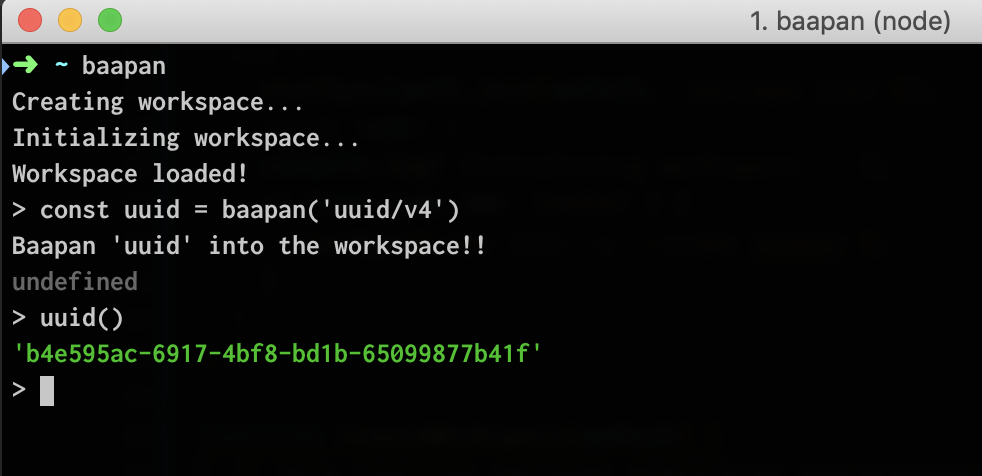 1. baapan (node)
➜ ~ baapan
Creating workspace...
Initializing workspace...
Workspace loaded!
> const uuid = baapan('uuid/v4')
Baapan 'uuid' into the workspace!!
undefined
> uuid()
'b4e595ac-6917-4bf8-bd1b-65099877b41f'
>